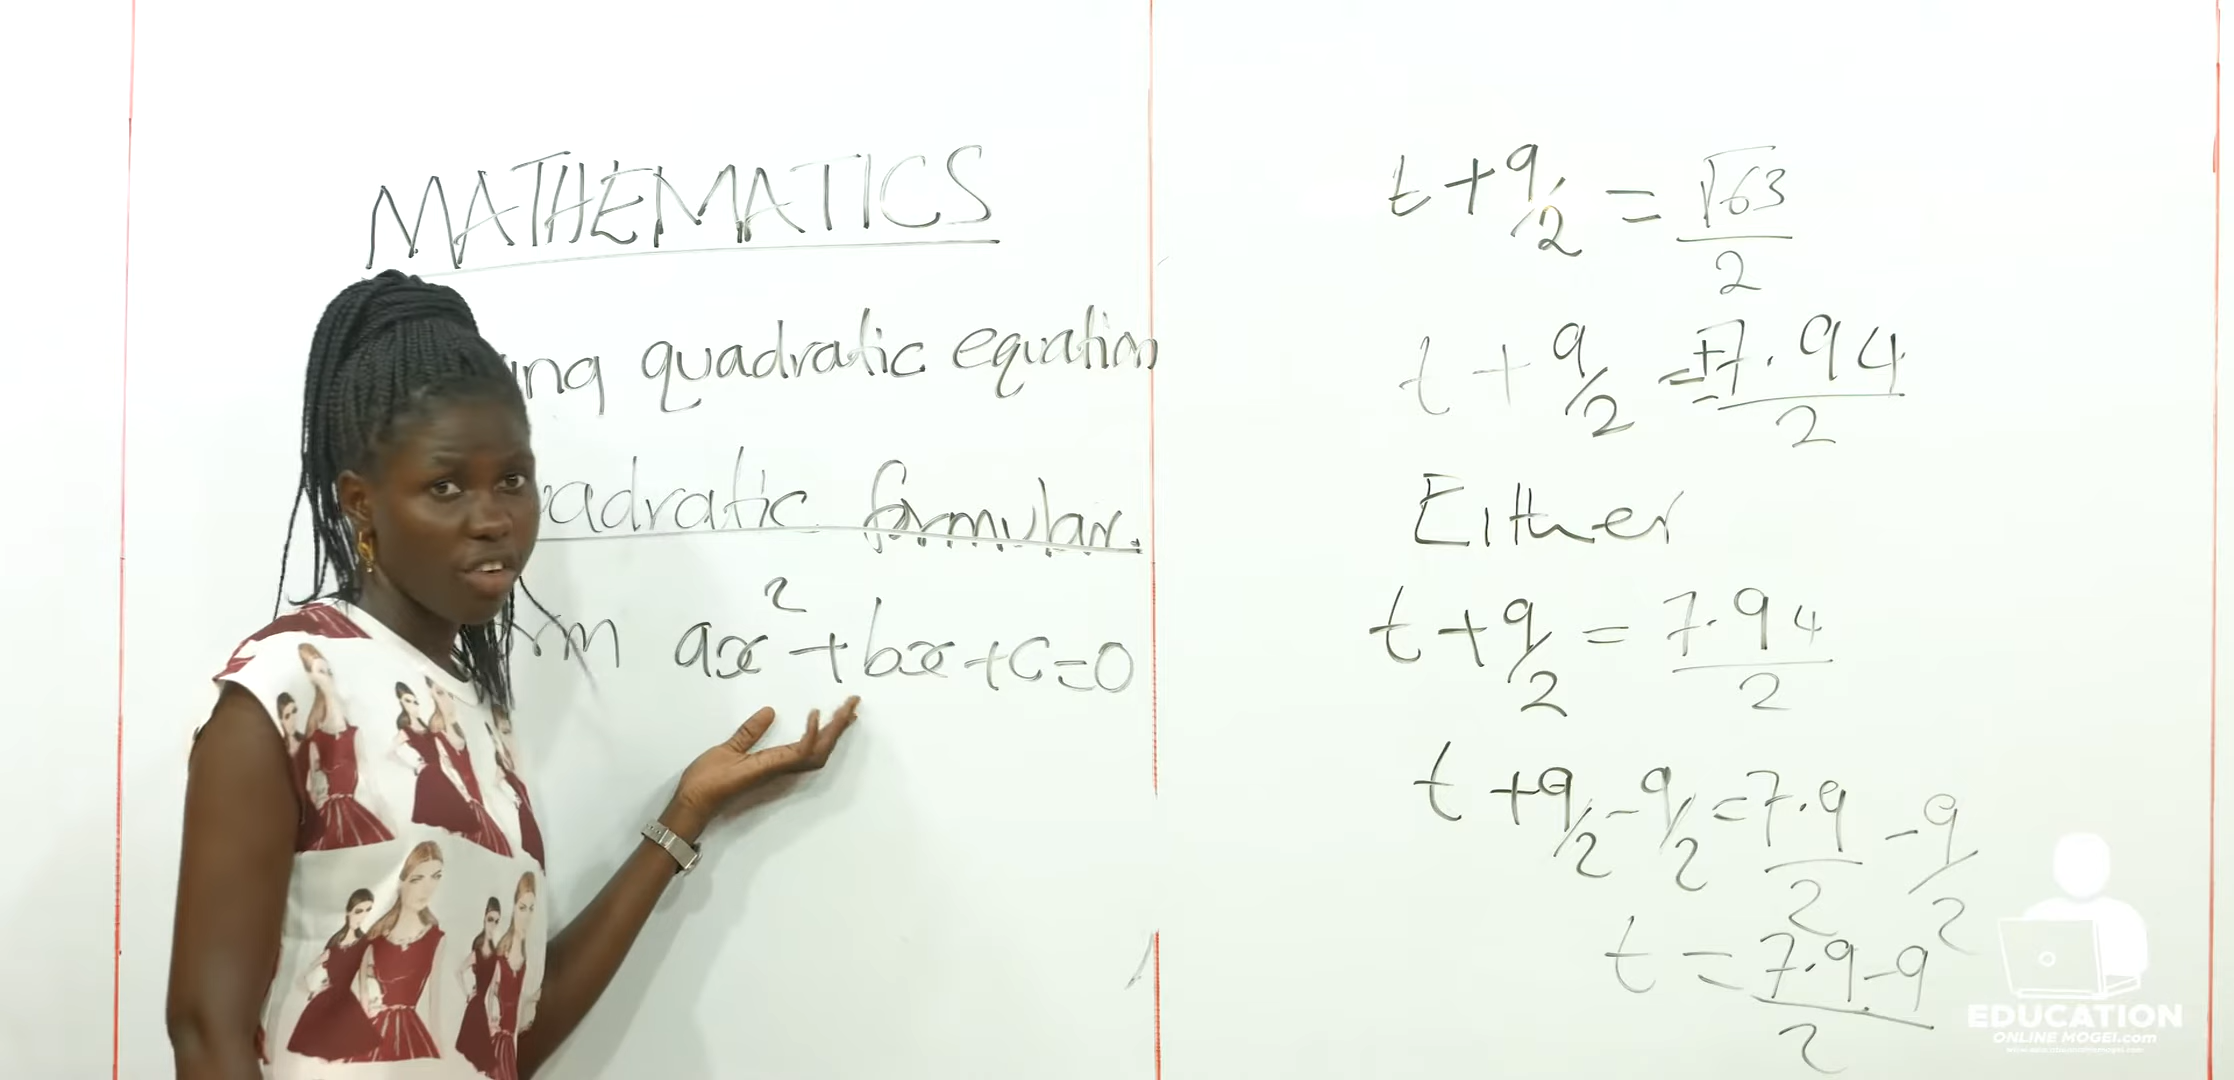 MATHEMATICS
quadratic equation
formular.
ax²+bx+c=0
t+9/2 = √63/2
t+9/2 =±7.94/2
Either
t+9/2 = 7.94/2
t+9/2-9/2=7.9/2 -9/2
t = 7.9-9/2
EDUCATION
ONLINE MOGEI.com